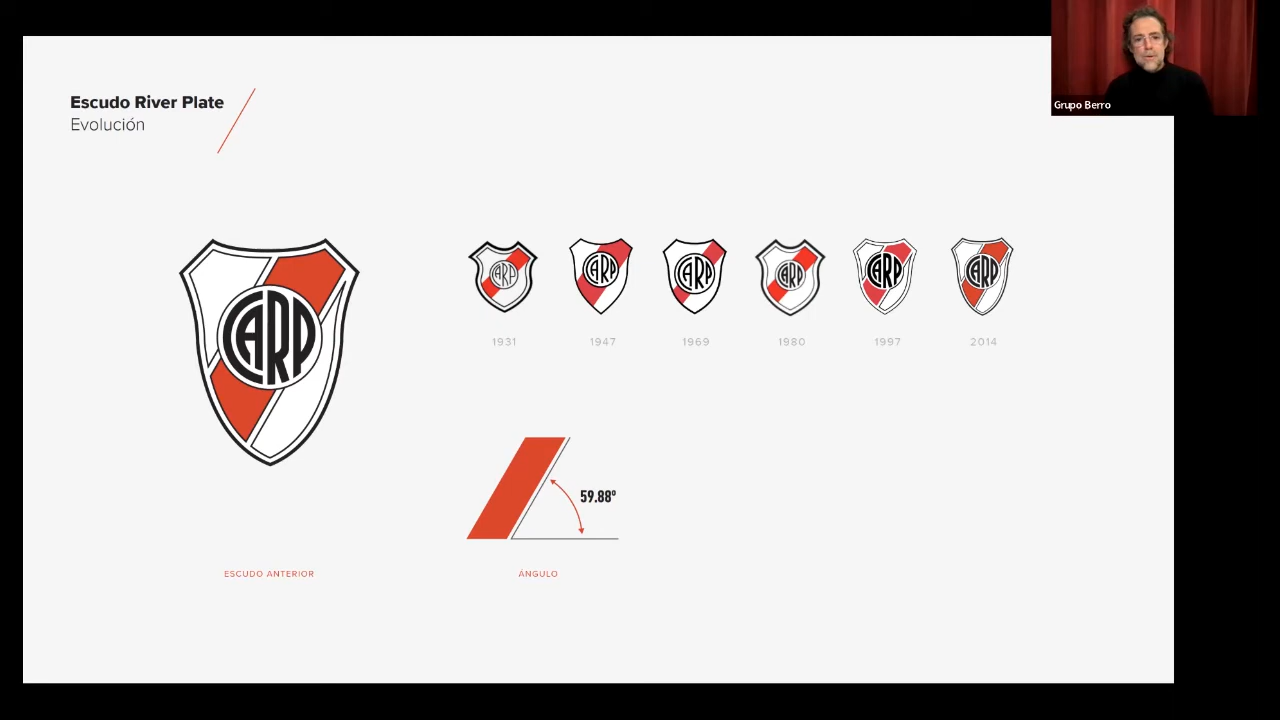 Escudo River Plate
Evolución
Grupo Berro
CARP
CARP CARP CARP CARP CARP CARP
1931 1947 1969 1980 1997 2014
59.88º
ESCUDO ANTERIOR
ÁNGULO